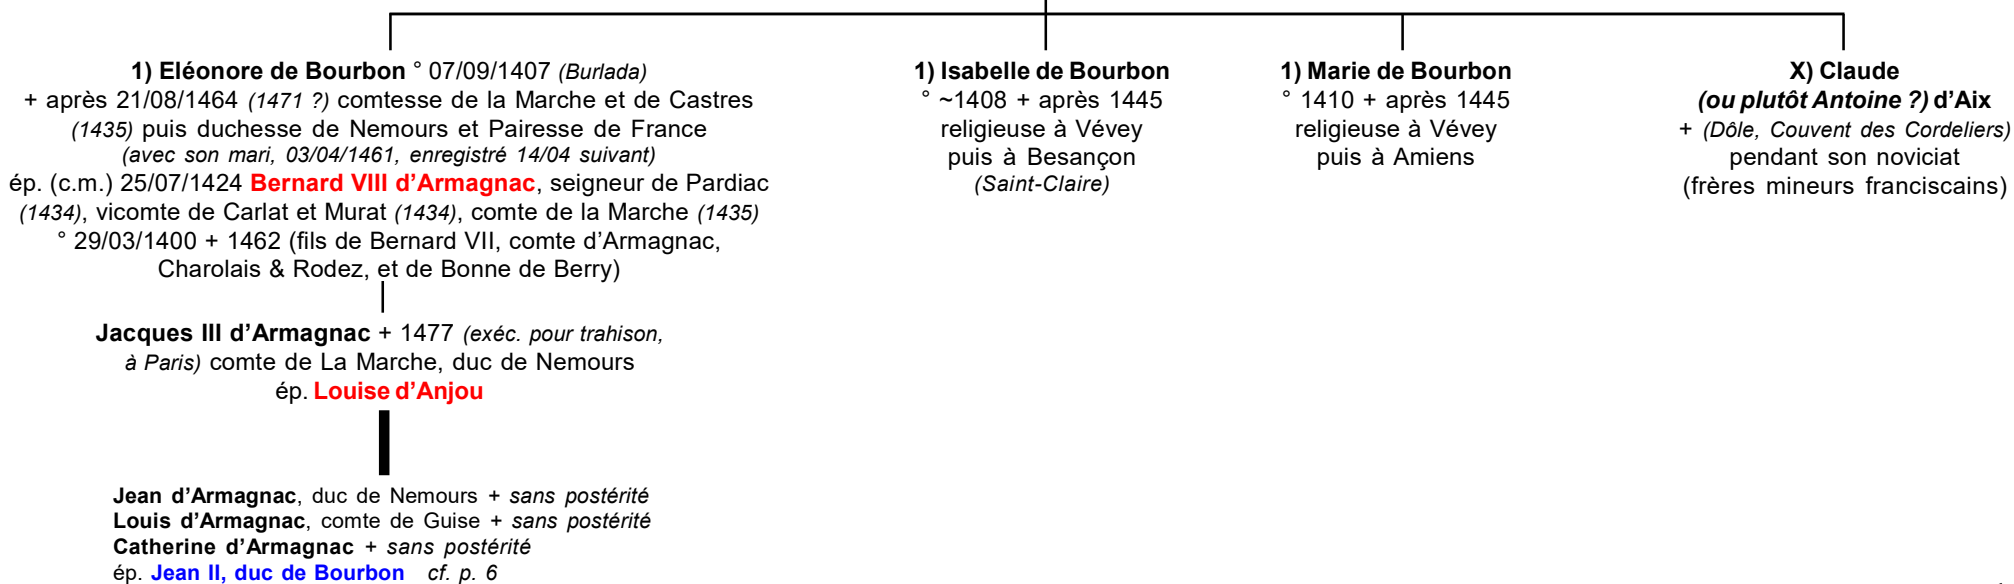 1) Eléonore de Bourbon ° 07/09/1407 (Burlada)
+ après 21/08/1464 (1471 ?) comtesse de la Marche et de Castres
(1435) puis duchesse de Nemours et Pairesse de France
(avec son mari, 03/04/1461, enregistré 14/04 suivant)
ép. (c.m.) 25/07/1424 Bernard VIII d’Armagnac, seigneur de Pardiac
(1434), vicomte de Carlat et Murat (1434), comte de la Marche (1435)
° 29/03/1400 + 1462 (fils de Bernard VII, comte d’Armagnac,
Charolais & Rodez, et de Bonne de Berry)
1) Isabelle de Bourbon
° ~1408 + après 1445
religieuse à Vévey
puis à Besançon
(Saint-Claire)
1) Marie de Bourbon
° 1410 + après 1445
religieuse à Vévey
puis à Amiens
X) Claude
(ou plutôt Antoine ?) d’Aix
+ (Dôle, Couvent des Cordeliers)
pendant son noviciat
(frères mineurs franciscains)
Jacques III d’Armagnac + 1477 (exéc. pour trahison,
à Paris) comte de La Marche, duc de Nemours
ép. Louise d’Anjou
Jean d’Armagnac, duc de Nemours + sans postérité
Louis d’Armagnac, comte de Guise + sans postérité
Catherine d’Armagnac + sans postérité
ép. Jean II, duc de Bourbon cf. p. 6